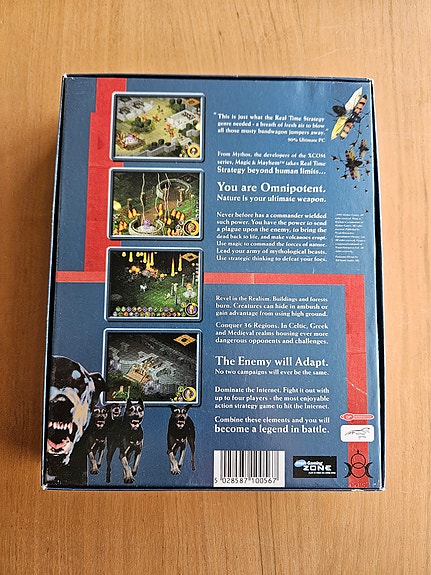 "This is just what the Real Time Strategy
genre needed - a breath of fresh air to blow
all those musty bandwagon jumpers away.
90% Ultimate PC
From Mythos, the developers of the XCOM
series, Magic & Mayhem™ takes Real Time
Strategy beyond human limits...
You are Omnipotent.
Nature is your ultimate weapon.
Never before has a commander wielded
such power. You have the power to send
a plague upon the enemy, to bring the
dead back to life, and make volcanoes erupt.
Use magic to command the forces of nature.
Lead your army of mythological beasts.
Use strategic thinking to defeat your foes.
Revel in the Realism. Buildings and forests
burn. Creatures can hide in ambush or
gain advantage from using high ground.
Conquer 36 Regions. In Celtic, Greek
and Medieval realms housing ever more
dangerous opponents and challenges.
The Enemy will Adapt.
No two campaigns will ever be the same.
Dominate the Internet. Fight it out with
up to four players - the most enjoyable
action strategy game to hit the Internet.
Combine these elements and you will
become a legend in battle.
5 028587 100567
Gaming
ZONE